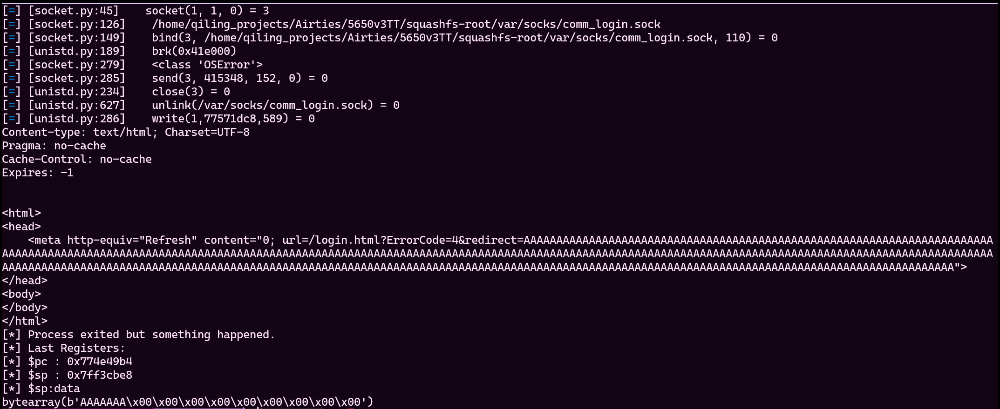 [=] [socket.py:45]    socket(1, 1, 0) = 3
[=] [socket.py:126]    /home/qiling_projects/Airties/5650v3TT/squashfs-root/var/socks/comm_login.sock
[=] [socket.py:149]    bind(3, /home/qiling_projects/Airties/5650v3TT/squashfs-root/var/socks/comm_login.sock, 110) = 0
[=] [unistd.py:189]    brk(0x41e000)
[=] [socket.py:279]    <class 'OSError'>
[=] [socket.py:285]    send(3, 415348, 152, 0) = 0
[=] [unistd.py:234]    close(3) = 0
[=] [unistd.py:627]    unlink(/var/socks/comm_login.sock) = 0
[=] [unistd.py:286]    write(1,77571dc8,589) = 0
Content-type: text/html; Charset=UTF-8
Pragma: no-cache
Cache-Control: no-cache
Expires: -1
<html>
<head>
    <meta http-equiv="Refresh" content="0; url=/login.html?ErrorCode=4&redirect=AAAAAAAAAAAAAAAAAAAAAAAAAAAAAAAAAAAAAAAAAAAAAAAAAAAAAAAAAAAAAAAAAAAAAAAA
AAAAAAAAAAAAAAAAAAAAAAAAAAAAAAAAAAAAAAAAAAAAAAAAAAAAAAAAAAAAAAAAAAAAAAAAAAAAAAAAAAAAAAAAAAAAAAAAAAAAAAAAAAAAAAAAAAAAAAAAAAAAAAAAAAAAAAAAAAAAAAAAAAAAAAAA
AAAAAAAAAAAAAAAAAAAAAAAAAAAAAAAAAAAAAAAAAAAAAAAAAAAAAAAAAAAAAAAAAAAAAAAAAAAAAAAAAAAAAAAAAAAAAAAAAAAAAAAAAAAAAAAAAAAAAAAAAAAAAAAAAAAAAAAAAAAAAAAAAA">
</head>
<body>
</body>
</html>
[*] Process exited but something happened.
[*] Last Registers:
[*] $pc : 0x774e49b4
[*] $sp : 0x7ff3cbe8
[*] $sp:data
bytearray(b'AAAAAAA\x00\x00\x00\x00\x00\x00\x00\x00\x00')